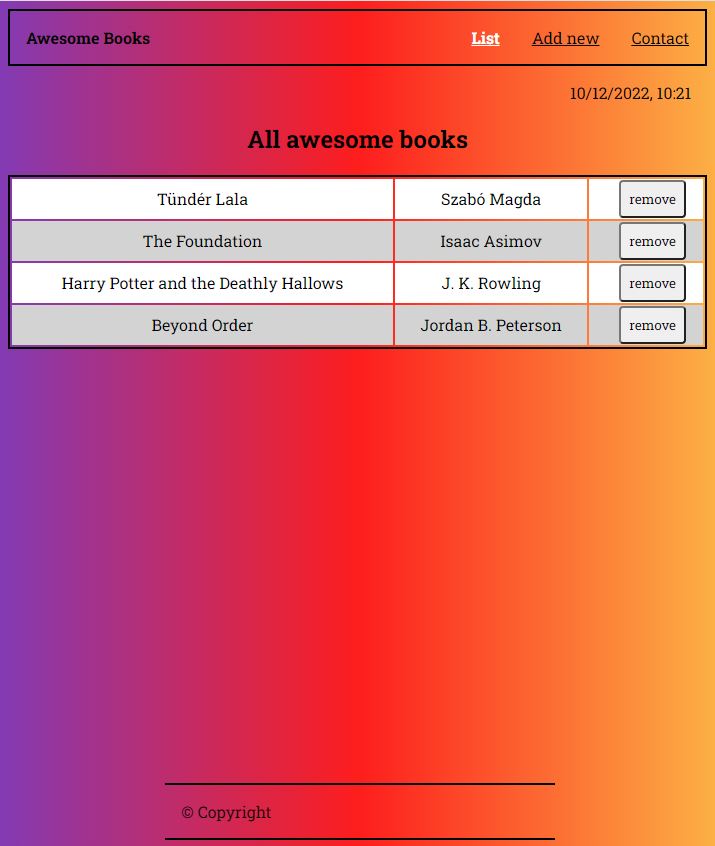 Awesome Books List Add new Contact
10/12/2022, 10:21
All awesome books
Tündér Lala Szabó Magda remove
The Foundation Isaac Asimov remove
Harry Potter and the Deathly Hallows J. K. Rowling remove
Beyond Order Jordan B. Peterson remove
© Copyright